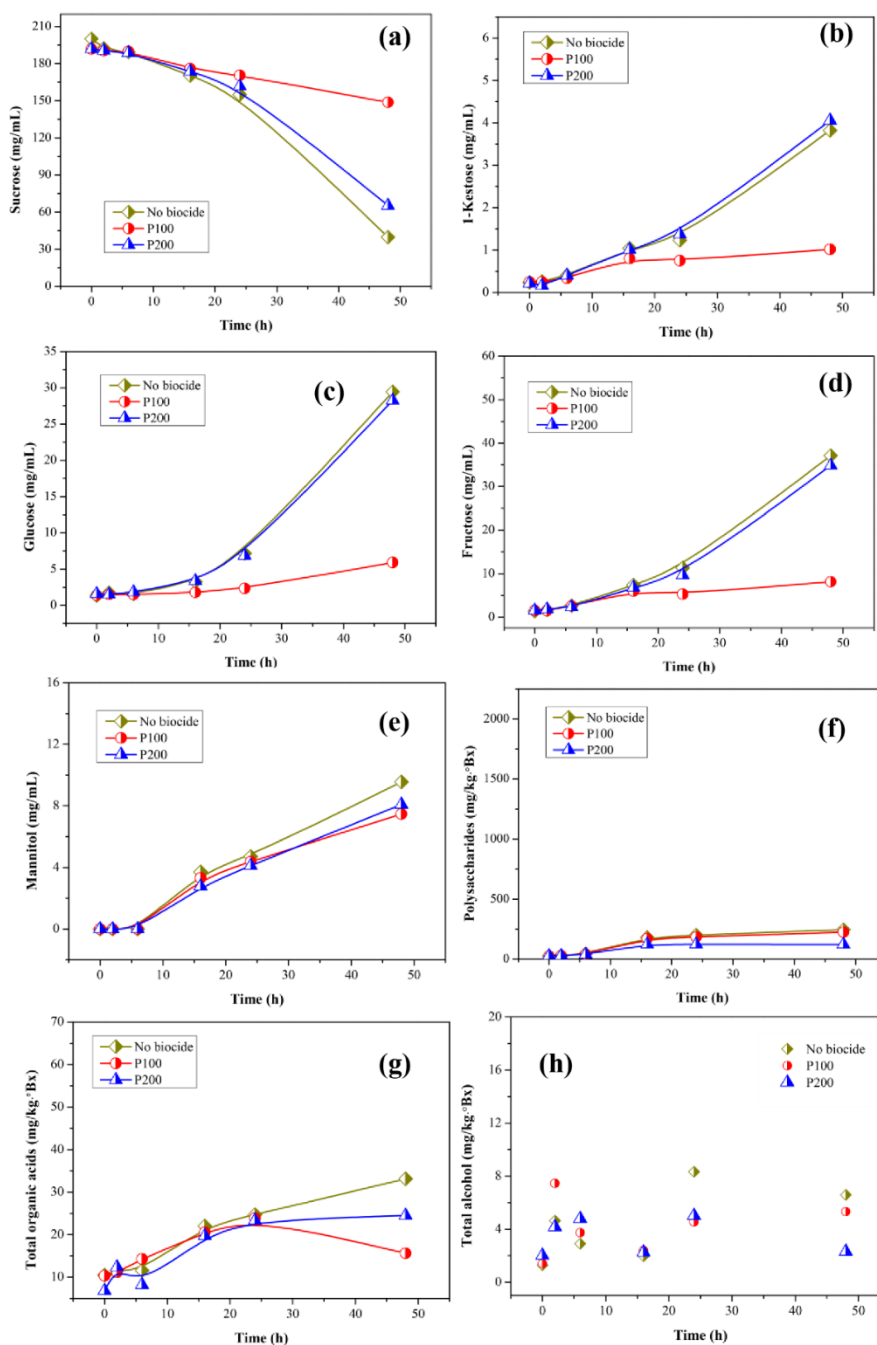 (a)
Sucrose (mg/mL)
210
180
150
120
90
60
30
0
No biocide
P100
P200
0 10 20 30 40 50
Time (h)
(b)
1-Kestose (mg/mL)
6
5
4
3
2
1
0
No biocide
P100
P200
0 10 20 30 40 50
Time (h)
(c)
Glucose (mg/mL)
35
30
25
20
15
10
5
0
No biocide
P100
P200
0 10 20 30 40 50
Time (h)
(d)
Fructose (mg/mL)
60
50
40
30
20
10
0
No biocide
P100
P200
0 10 20 30 40 50
Time (h)
(e)
Mannitol (mg/mL)
16
12
8
4
0
No biocide
P100
P200
0 10 20 30 40 50
Time (h)
(f)
Polysaccharides (mg/kg.°Bx)
2000
1500
1000
500
0
No biocide
P100
P200
0 10 20 30 40 50
Time (h)
(g)
Total organic acids (mg/kg.°Bx)
70
60
50
40
30
20
10
No biocide
P100
P200
0 10 20 30 40 50
Time (h)
(h)
Total alcohol (mg/kg.°Bx)
20
16
12
8
4
0
No biocide
P100
P200
0 10 20 30 40 50
Time (h)